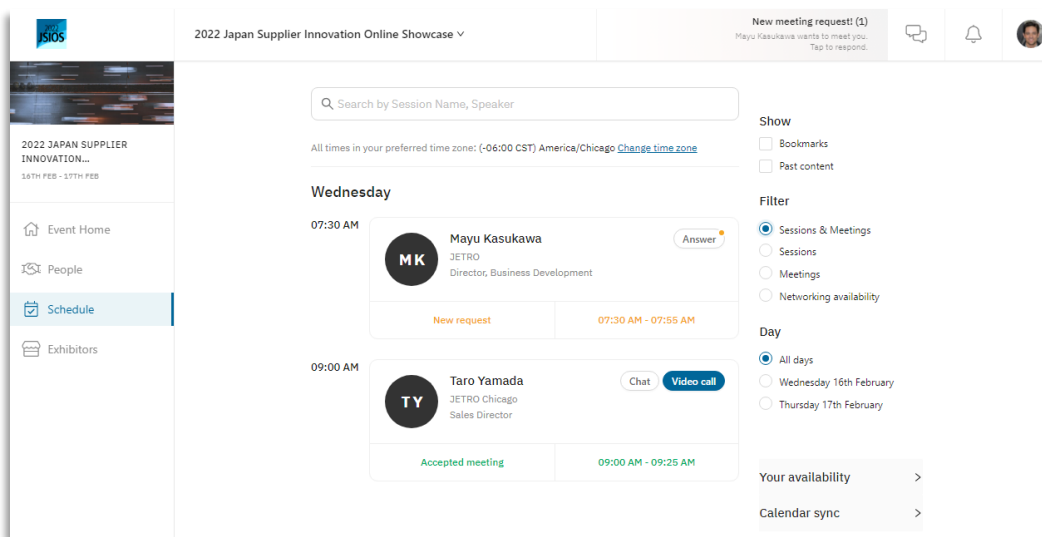 2022
JSIOS
2022 Japan Supplier Innovation Online Showcase
New meeting request! (1)
Mayu Kasukawa wants to meet you.
Tap to respond.
2022 JAPAN SUPPLIER
INNOVATION...
16TH FEB - 17TH FEB
Event Home
People
Schedule
Exhibitors
Search by Session Name, Speaker
All times in your preferred time zone: (-06:00 CST) America/Chicago Change time zone
Wednesday
07:30 AM
MK
Mayu Kasukawa
JETRO
Director, Business Development
Answer
New request
07:30 AM - 07:55 AM
09:00 AM
TY
Taro Yamada
JETRO Chicago
Sales Director
Chat
Video call
Accepted meeting
09:00 AM - 09:25 AM
Show
Bookmarks
Past content
Filter
Sessions & Meetings
Sessions
Meetings
Networking availability
Day
All days
Wednesday 16th February
Thursday 17th February
Your availability
Calendar sync